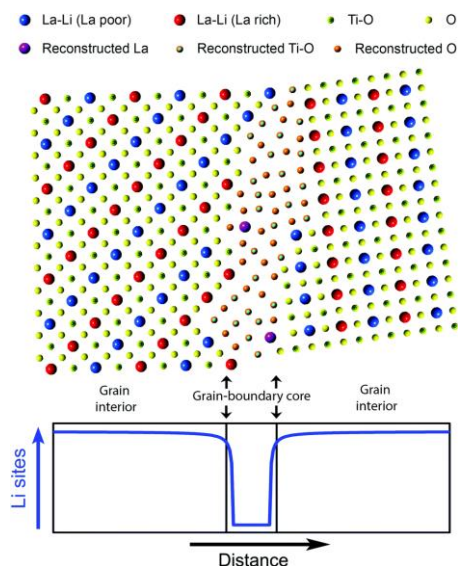 La-Li (La poor) La-Li (La rich) Ti-O O
Reconstructed La Reconstructed Ti-O Reconstructed O
Grain interior
Grain-boundary core
Grain interior
Li sites
Distance